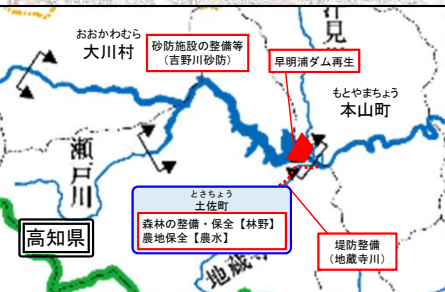 おおかわむら
大川村
砂防施設の整備等
（吉野川砂防）
早明浦ダム再生
汗見川
もとやまちょう
本山町
瀬戸川
とさちょう
土佐町
森林の整備・保全【林野】
農地保全【農水】
高知県
堤防整備
（地蔵寺川）
地蔵寺